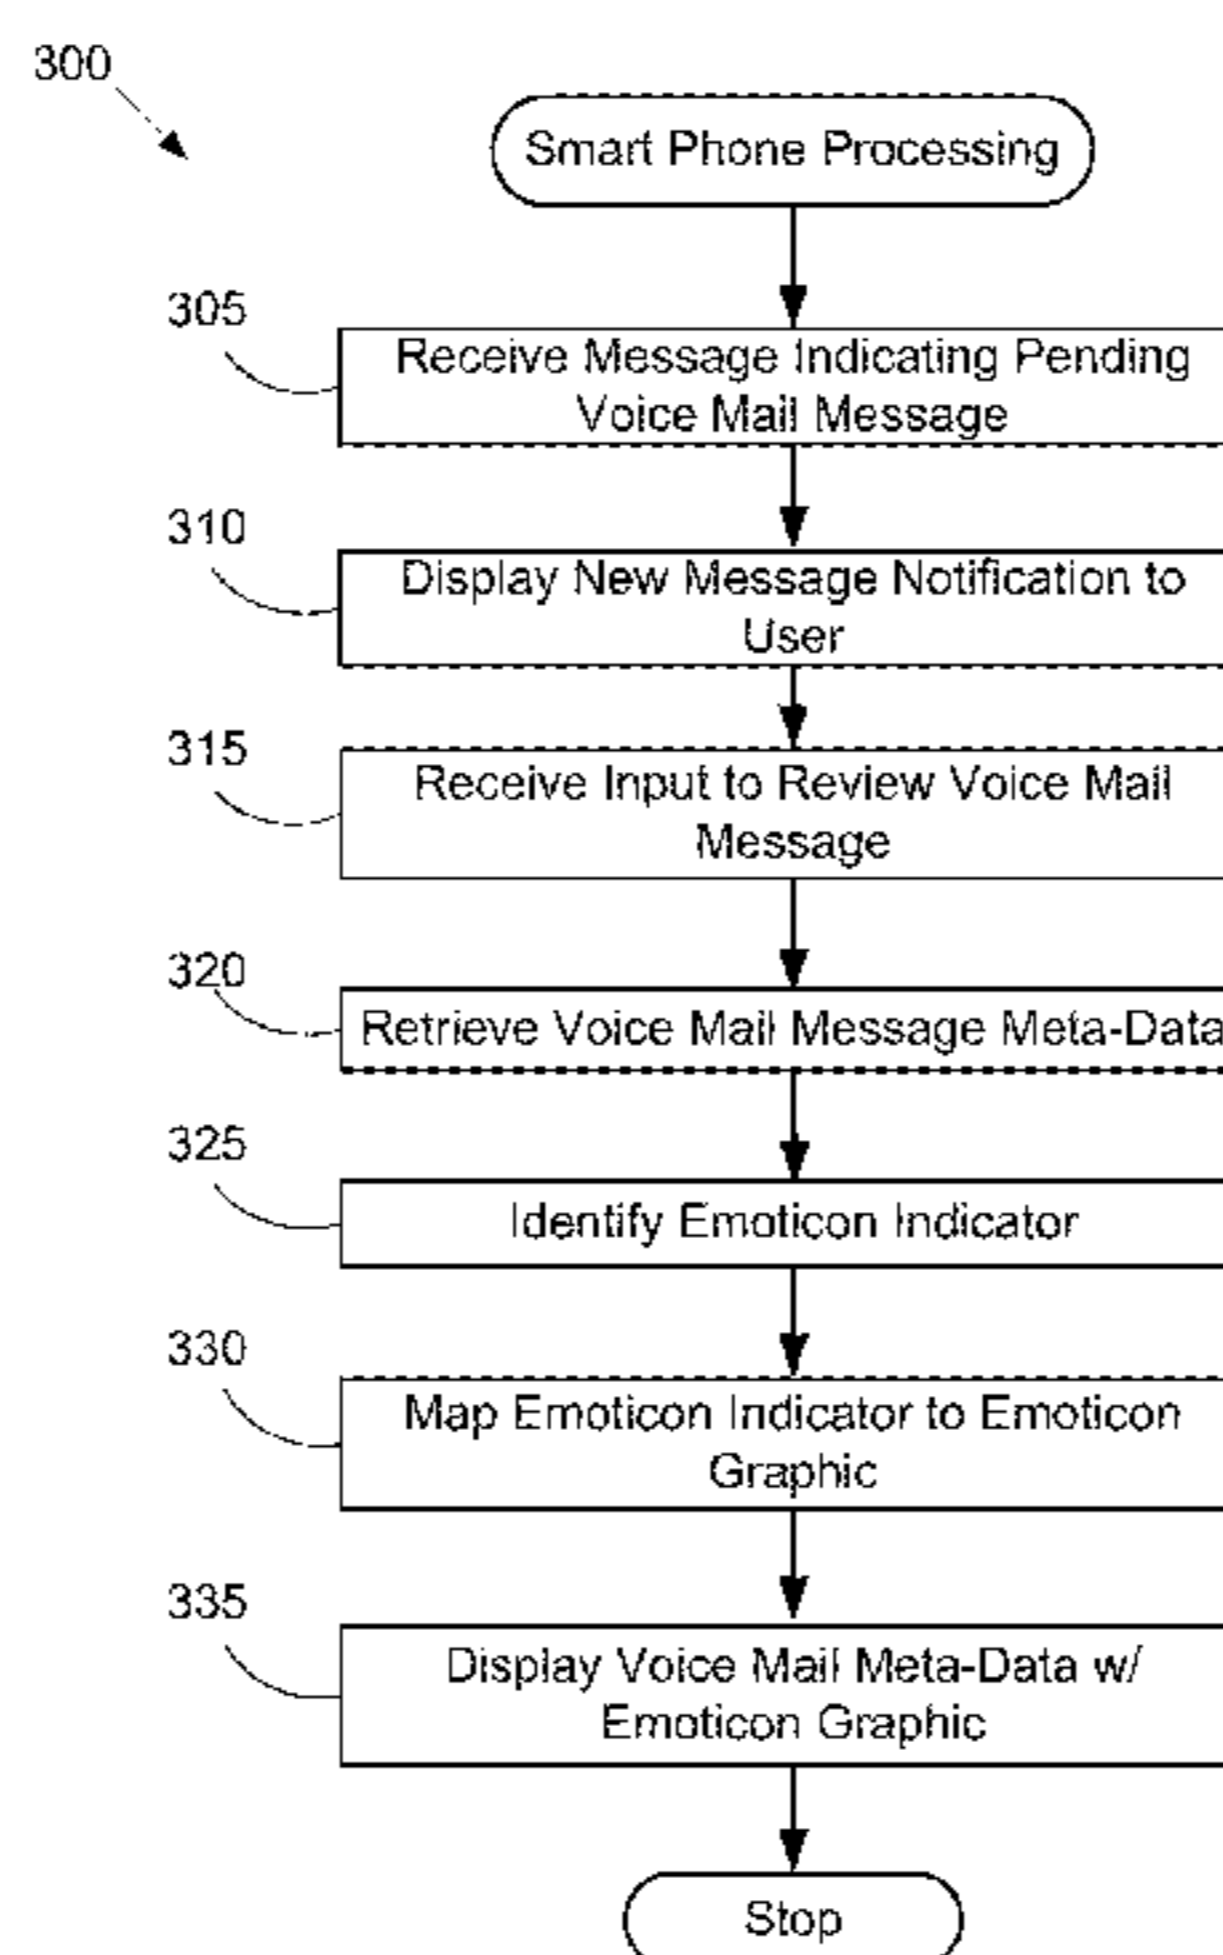 300
Smart Phone Processing
305
Receive Message Indicating Pending
Voice Mail Message
310
Display New Message Notification to
User
315
Receive Input to Review Voice Mail
Message
320
Retrieve Voice Mail Message Meta-Data
325
Identify Emoticon Indicator
330
Map Emoticon Indicator to Emoticon
Graphic
335
Display Voice Mail Meta-Data w/
Emoticon Graphic
Stop